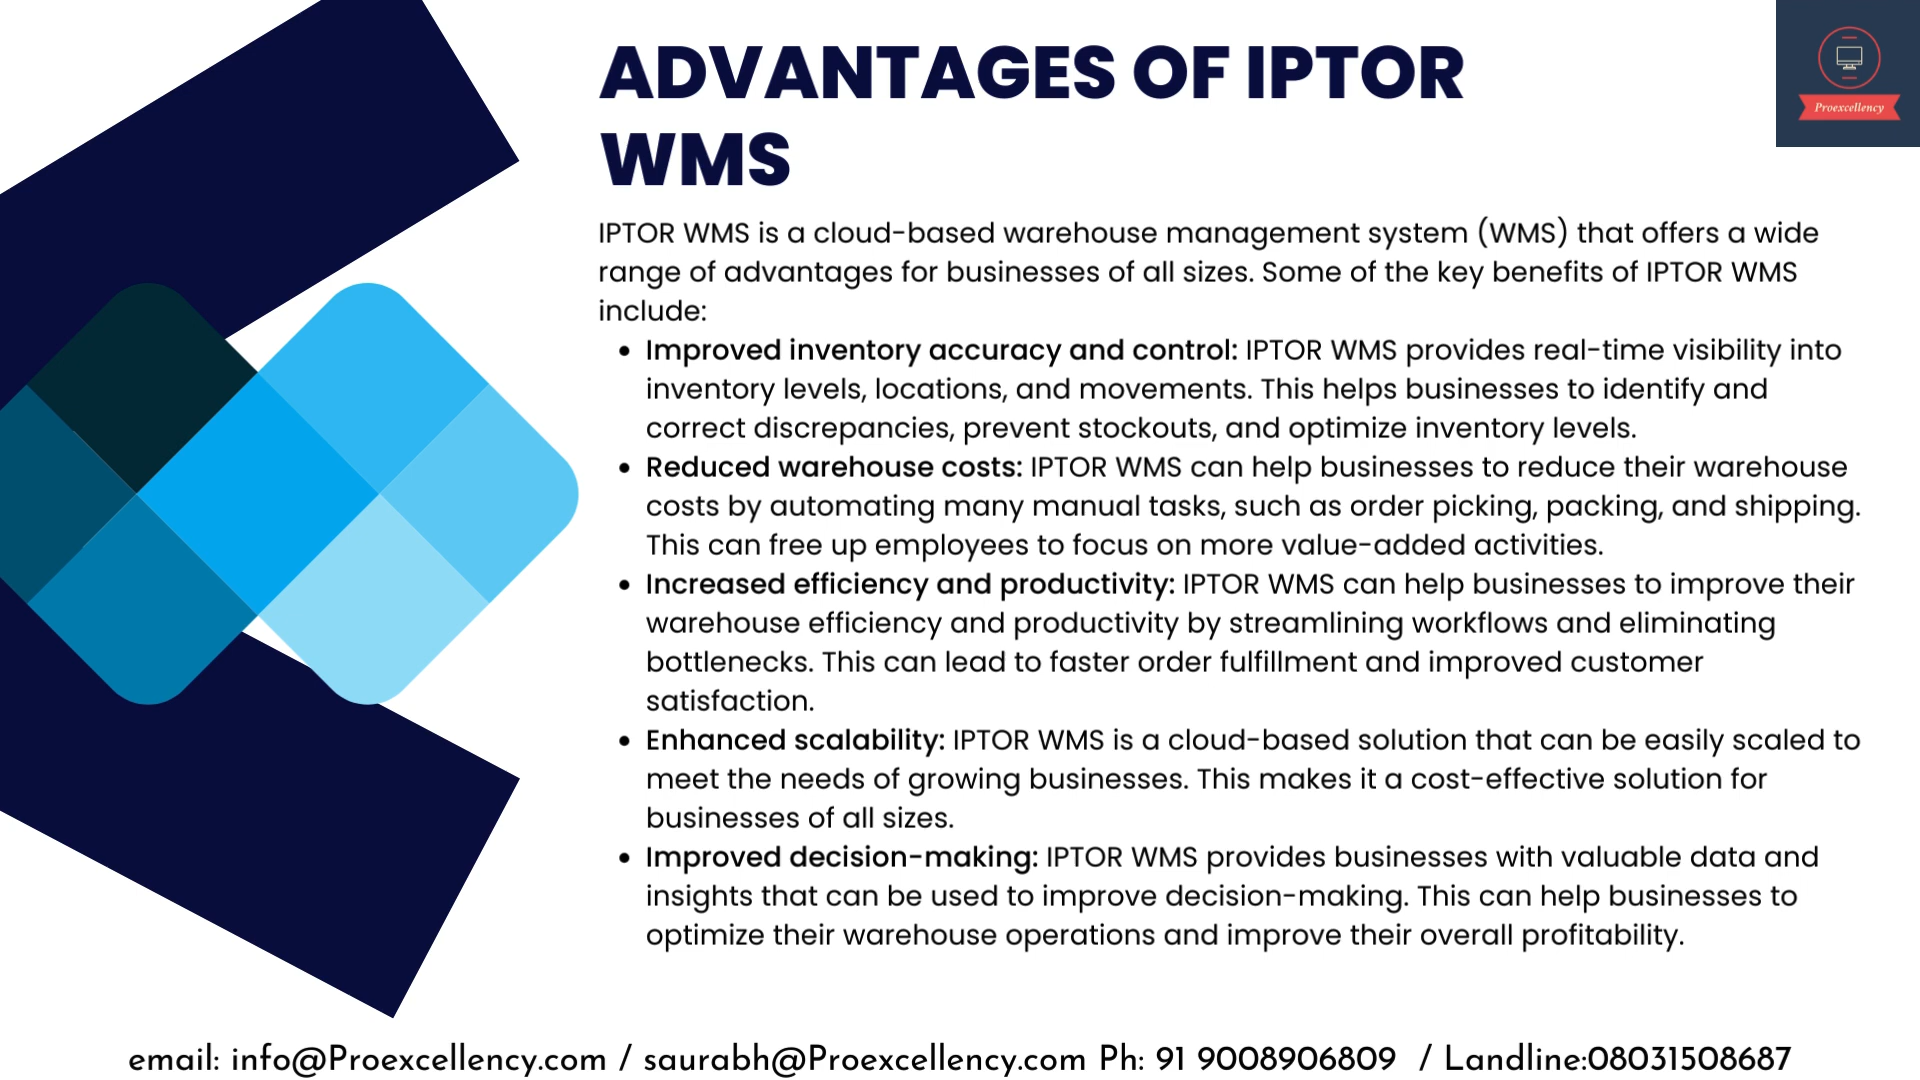 ADVANTAGES OF IPTOR
WMS
Proexcellency
IPTOR WMS is a cloud-based warehouse management system (WMS) that offers a wide
range of advantages for businesses of all sizes. Some of the key benefits of IPTOR WMS
include:
• Improved inventory accuracy and control: IPTOR WMS provides real-time visibility into
inventory levels, locations, and movements. This helps businesses to identify and
correct discrepancies, prevent stockouts, and optimize inventory levels.
• Reduced warehouse costs: IPTOR WMS can help businesses to reduce their warehouse
costs by automating many manual tasks, such as order picking, packing, and shipping.
This can free up employees to focus on more value-added activities.
• Increased efficiency and productivity: IPTOR WMS can help businesses to improve their
warehouse efficiency and productivity by streamlining workflows and eliminating
bottlenecks. This can lead to faster order fulfillment and improved customer
satisfaction.
• Enhanced scalability: IPTOR WMS is a cloud-based solution that can be easily scaled to
meet the needs of growing businesses. This makes it a cost-effective solution for
businesses of all sizes.
• Improved decision-making: IPTOR WMS provides businesses with valuable data and
insights that can be used to improve decision-making. This can help businesses to
optimize their warehouse operations and improve their overall profitability.
email: info@Proexcellency.com / saurabh@Proexcellency.com Ph: 91 9008906809 / Landline:08031508687